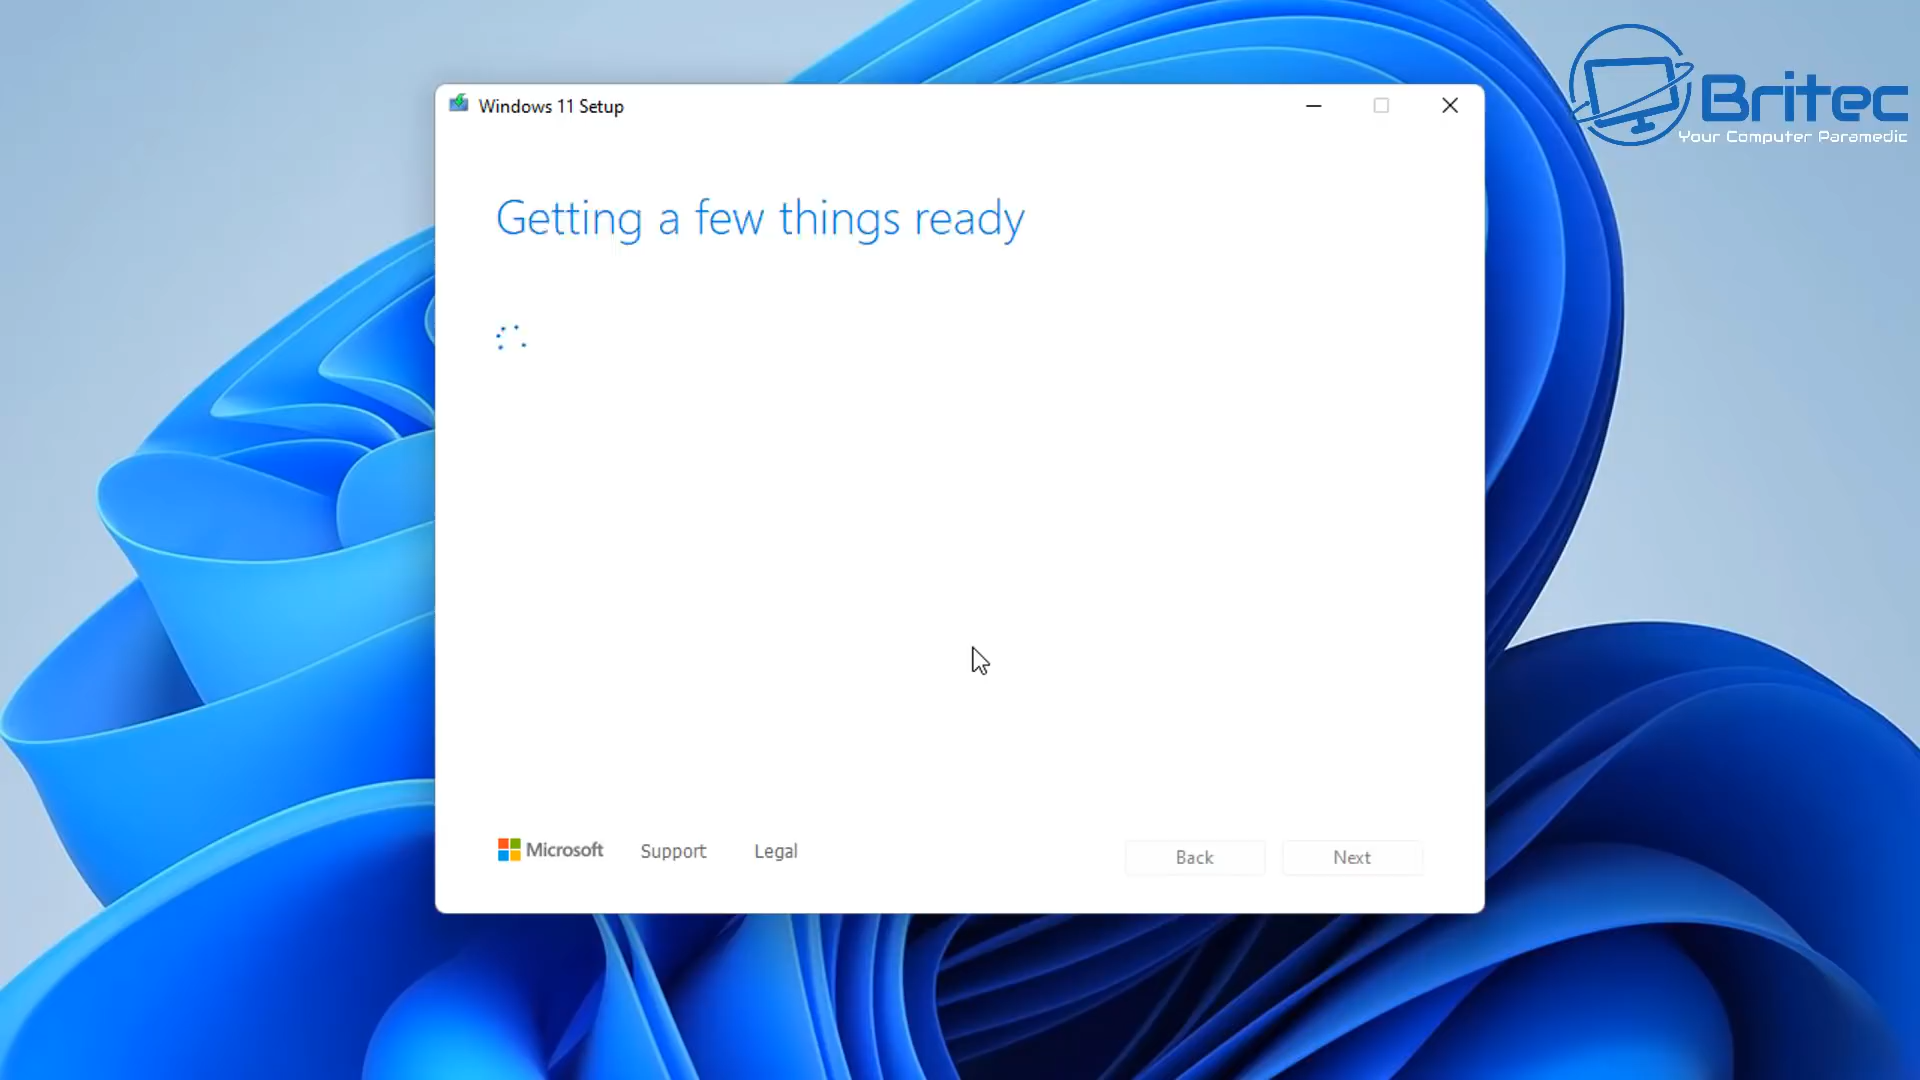 Windows 11 Setup
Britec
Your Computer Paramedic
Getting a few things ready
Microsoft
Support
Legal
Back
Next